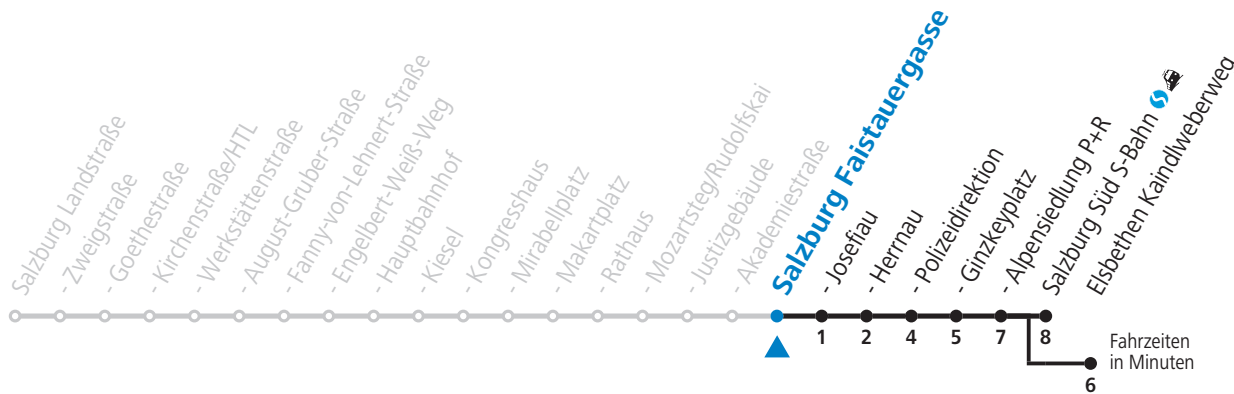 Salzburg Landstraße
- Zweigstraße
- Goethestraße
- Kirchenstraße/HTL
- Werkstättenstraße
- August-Gruber-Straße
- Fanny-von-Lehnert-Straße
- Engelbert-Weiß-Weg
- Hauptbahnhof
- Kiesel
- Kongresshaus
- Mirabellplatz
- Makartplatz
- Rathaus
- Mozartsteg/Rudolfskai
- Justizgebäude
- Akademiestraße
Salzburg Faistauergasse
- Josefiau
- Herrnau
- Polizeidirektion
- Ginzkeyplatz
- Alpensiedlung P+R
Salzburg Süd S-Bahn
Elsbethen Kaindlweberweg
1 2 4 5 7 8
Fahrzeiten
in Minuten
6